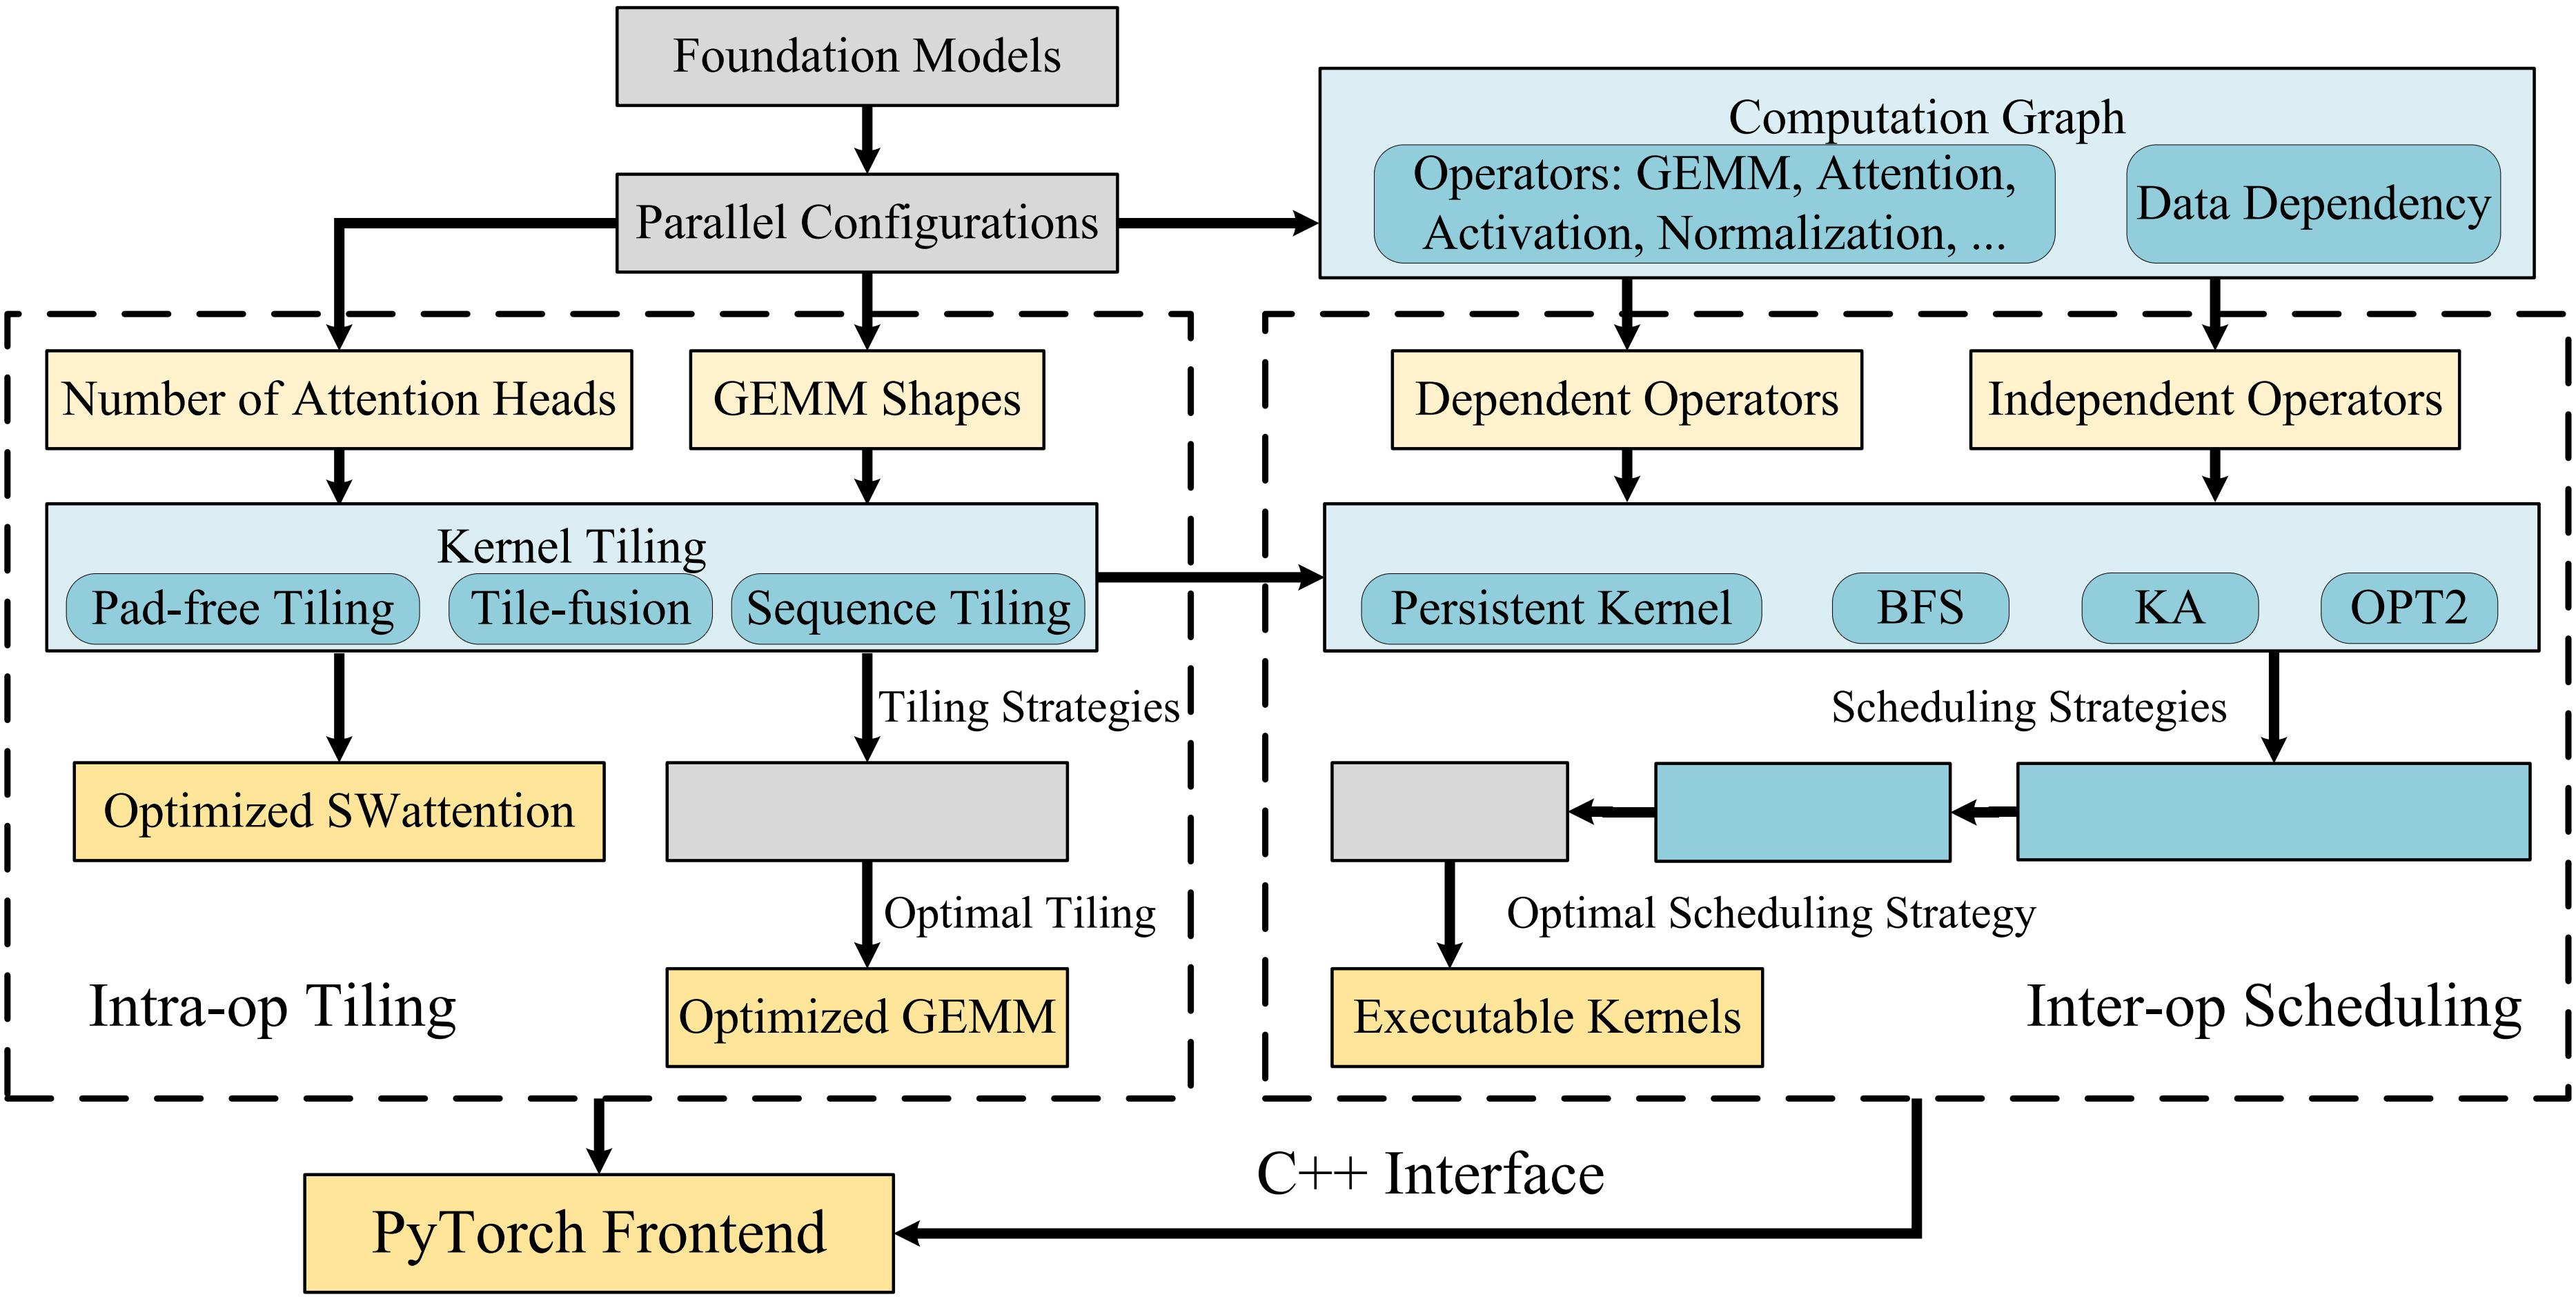 Foundation Models
Computation Graph
Operators: GEMM, Attention,
Activation, Normalization, ...
Data Dependency
Parallel Configurations
Number of Attention Heads
GEMM Shapes
Dependent Operators
Independent Operators
Kernel Tiling
Pad-free Tiling
Tile-fusion
Sequence Tiling
Persistent Kernel
BFS
KA
OPT2
Tiling Strategies
Scheduling Strategies
Optimized SWattention
Optimal Tiling
Optimal Scheduling Strategy
Intra-op Tiling
Optimized GEMM
Executable Kernels
Inter-op Scheduling
C++ Interface
PyTorch Frontend